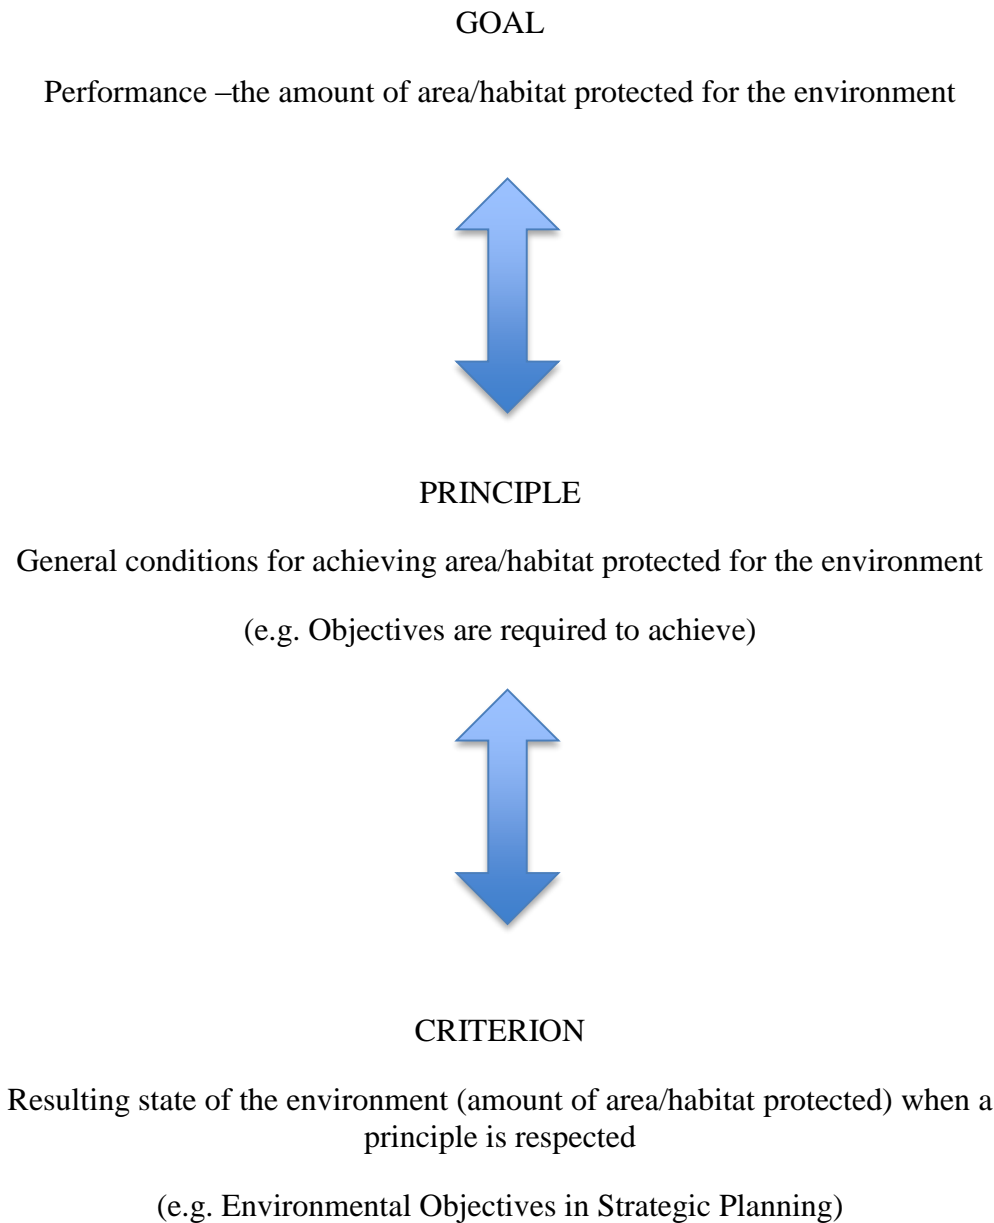 GOAL
Performance –the amount of area/habitat protected for the environment
PRINCIPLE
General conditions for achieving area/habitat protected for the environment
(e.g. Objectives are required to achieve)
CRITERION
Resulting state of the environment (amount of area/habitat protected) when a
principle is respected
(e.g. Environmental Objectives in Strategic Planning)